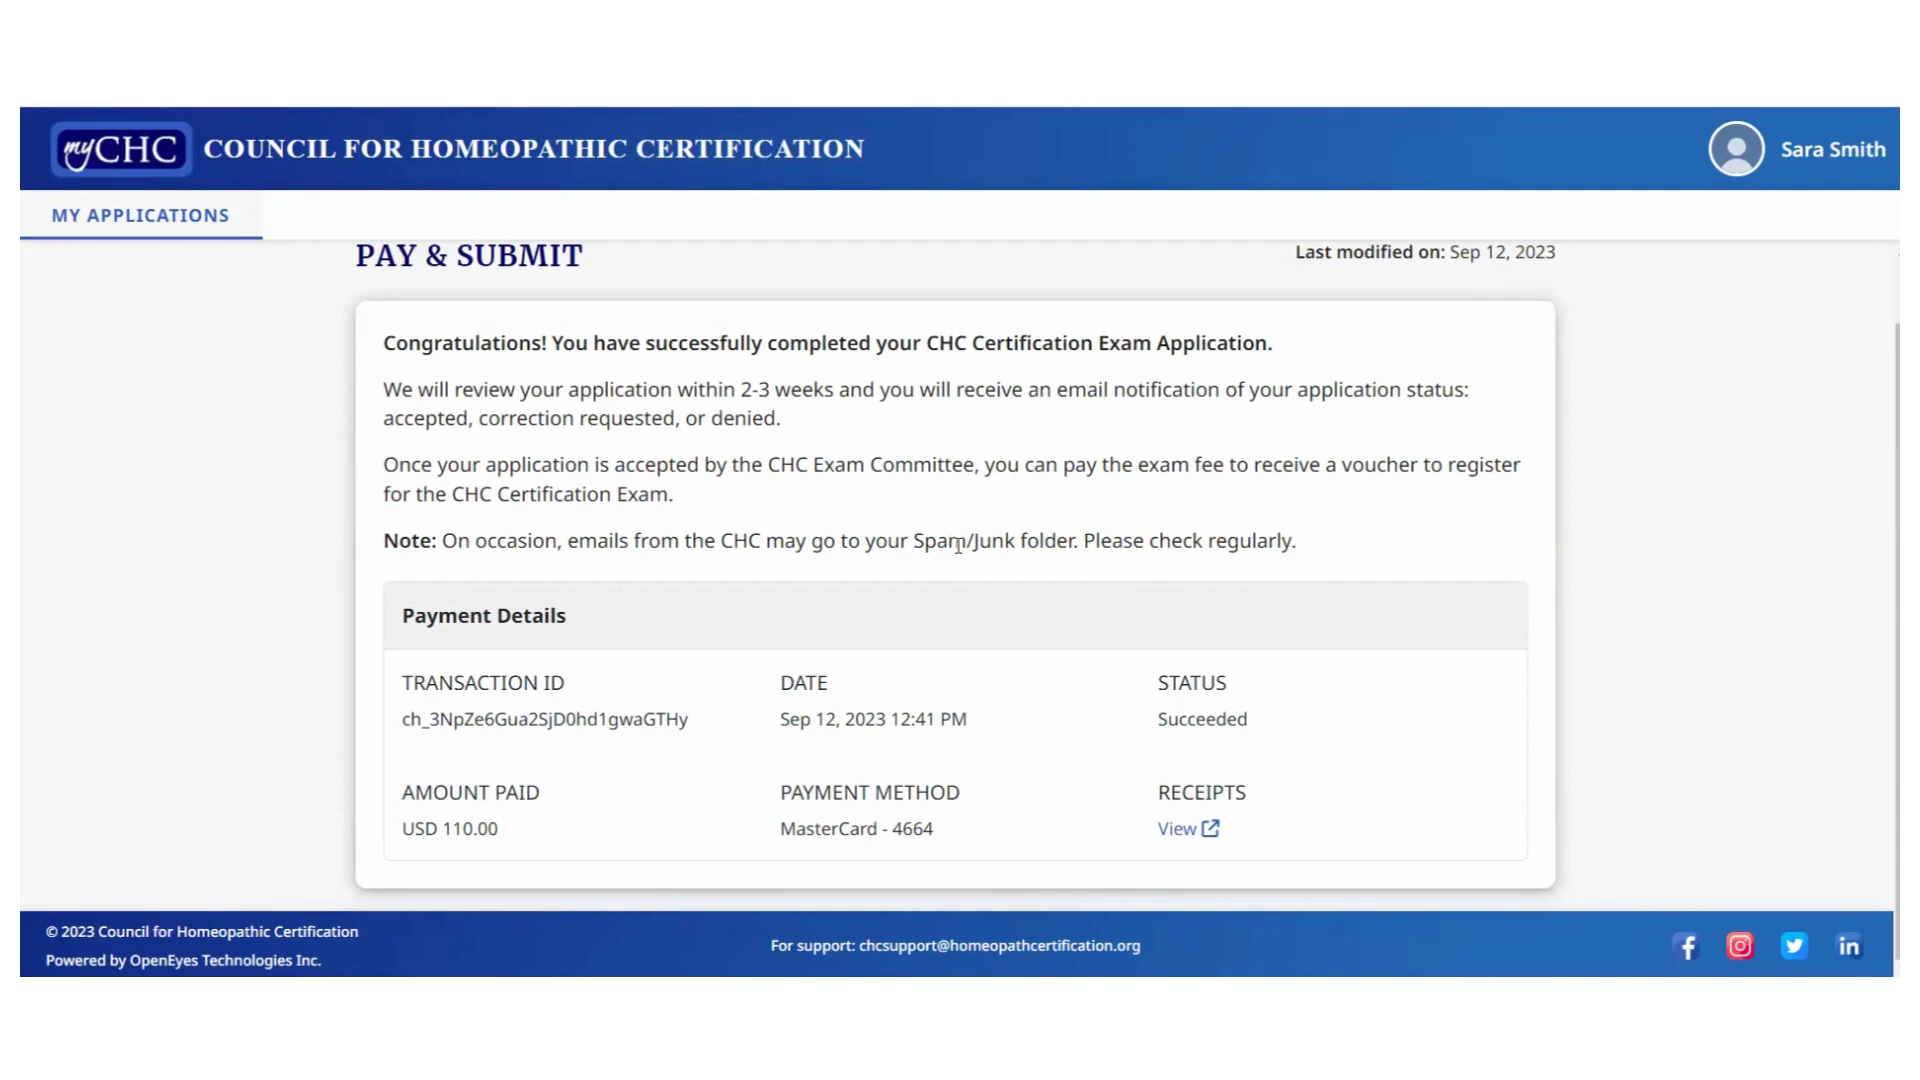 myCHC COUNCIL FOR HOMEOPATHIC CERTIFICATION
Sara Smith
MY APPLICATIONS
PAY & SUBMIT
Last modified on: Sep 12, 2023
Congratulations! You have successfully completed your CHC Certification Exam Application.
We will review your application within 2-3 weeks and you will receive an email notification of your application status:
accepted, correction requested, or denied.
Once your application is accepted by the CHC Exam Committee, you can pay the exam fee to receive a voucher to register
for the CHC Certification Exam.
Note: On occasion, emails from the CHC may go to your Spam/Junk folder. Please check regularly.
Payment Details
TRANSACTION ID DATE STATUS
ch_3NpZe6Gua2SjD0hd1gwaGTHy Sep 12, 2023 12:41 PM Succeeded
AMOUNT PAID PAYMENT METHOD RECEIPTS
USD 110.00 MasterCard - 4664 View
© 2023 Council for Homeopathic Certification
Powered by OpenEyes Technologies Inc.
For support: chcsupport@homeopathcertification.org